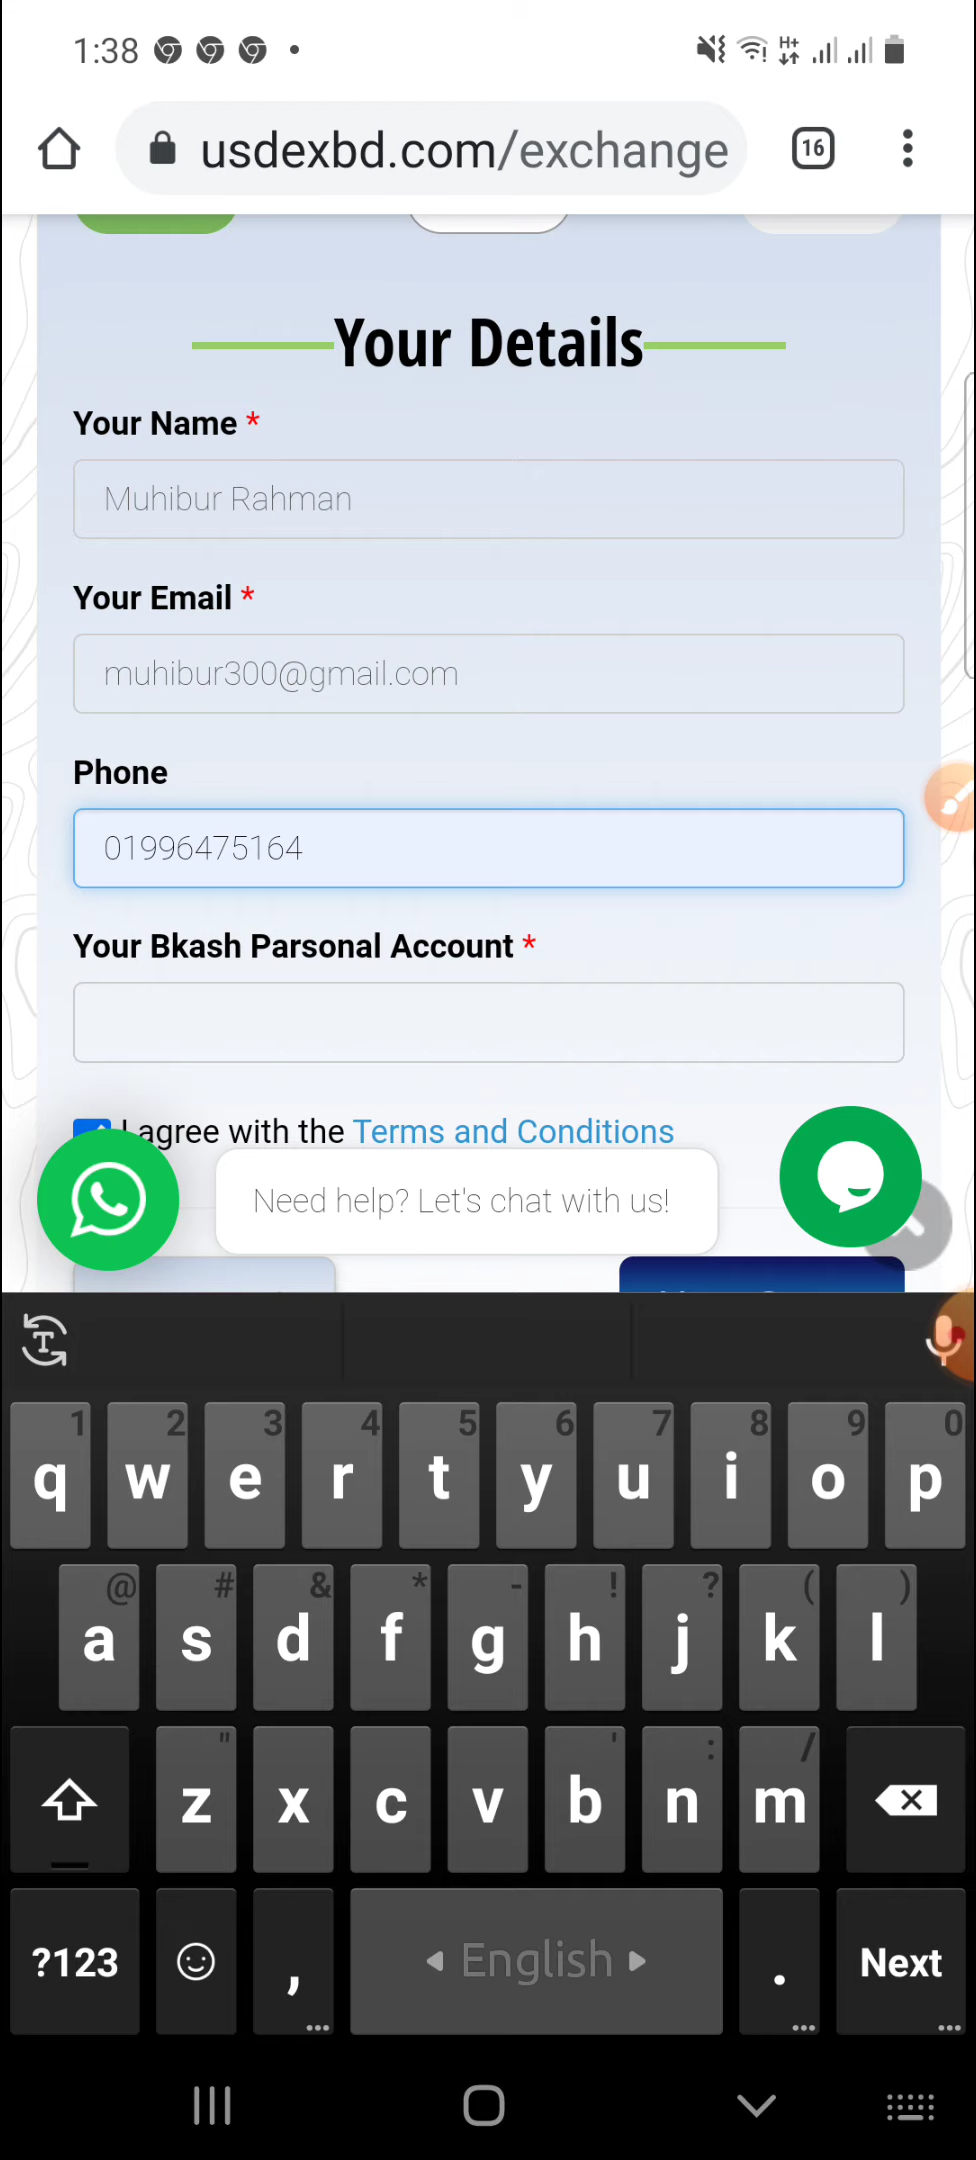 1:38
H+
usdexbd.com/exchange
16
Your Details
Your Name *
Muhibur Rahman
Your Email *
muhibur300@gmail.com
Phone
01996475164
Your Bkash Parsonal Account *
I agree with the Terms and Conditions
Need help? Let's chat with us!
T
1 2 3 4 5 6 7 8 9 0
q w e r t y u i o p
@ # & * - ! ? ( )
a s d f g h j k l
" ' : /
z x c v b n m
?123 , English . Next